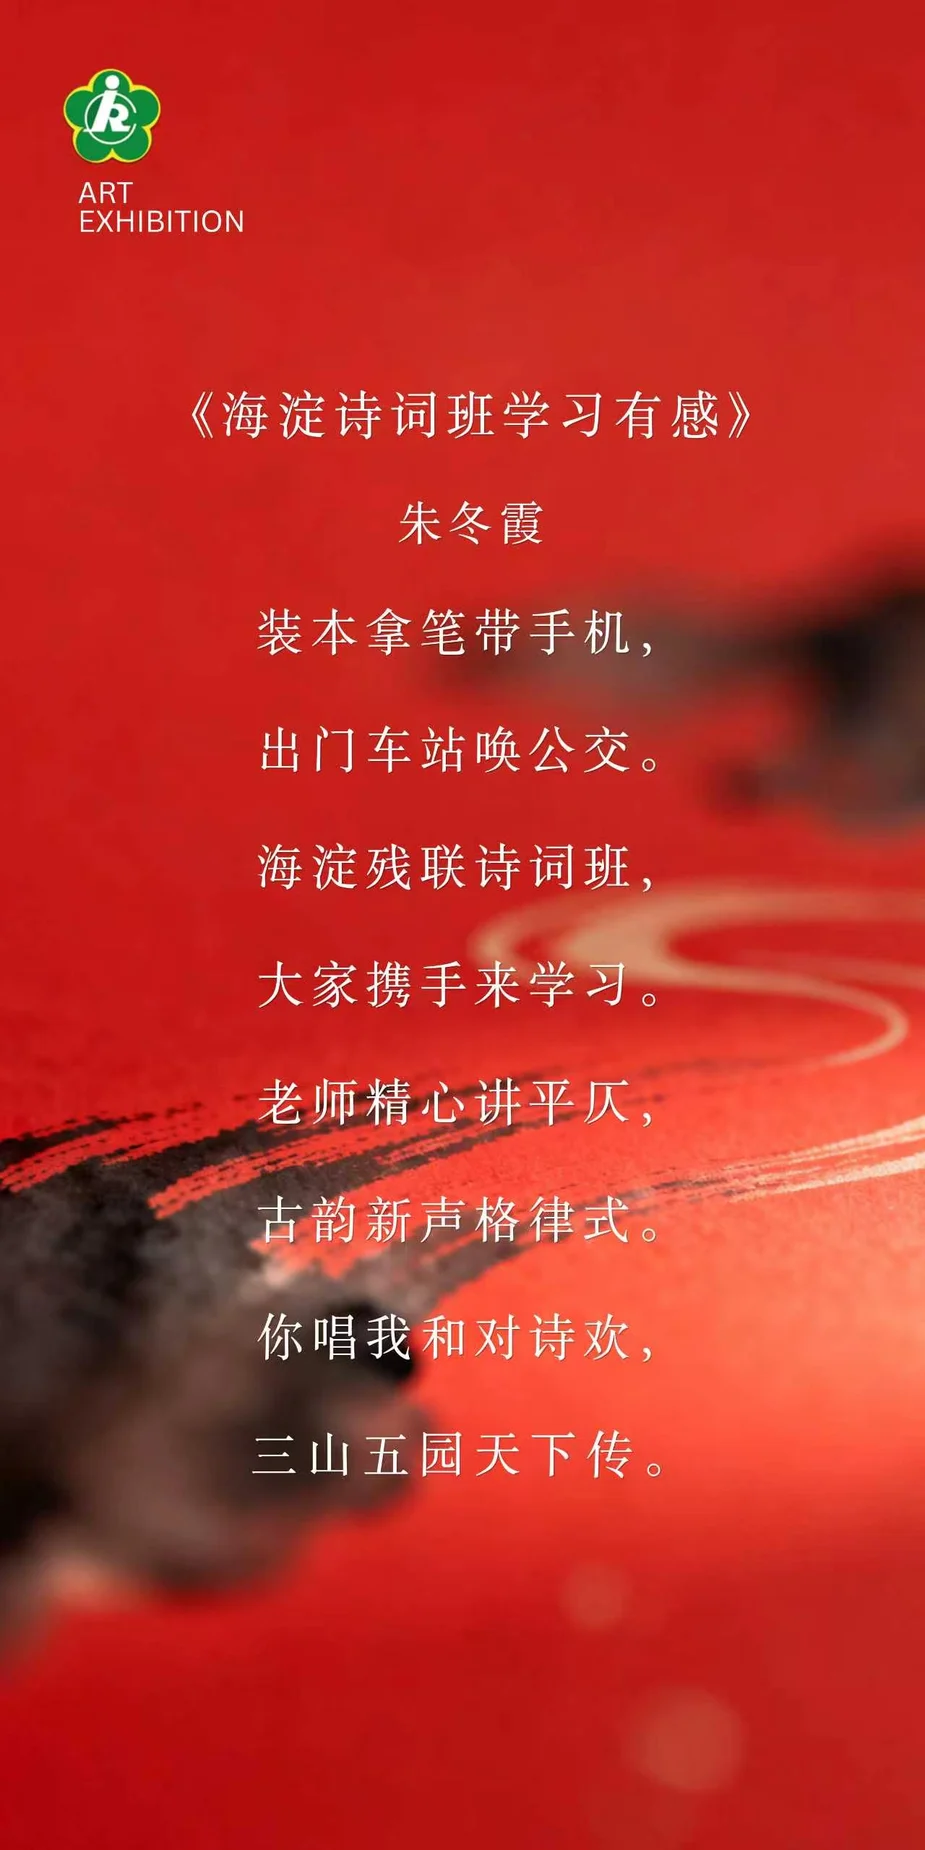 ART
EXHIBITION
《海淀诗词班学习有感》
朱冬霞
装本拿笔带手机，
出门车站唤公交。
海淀残联诗词班，
大家携手来学习。
老师精心讲平仄，
古韵新声格律式。
你唱我和对诗欢，
三山五园天下传。